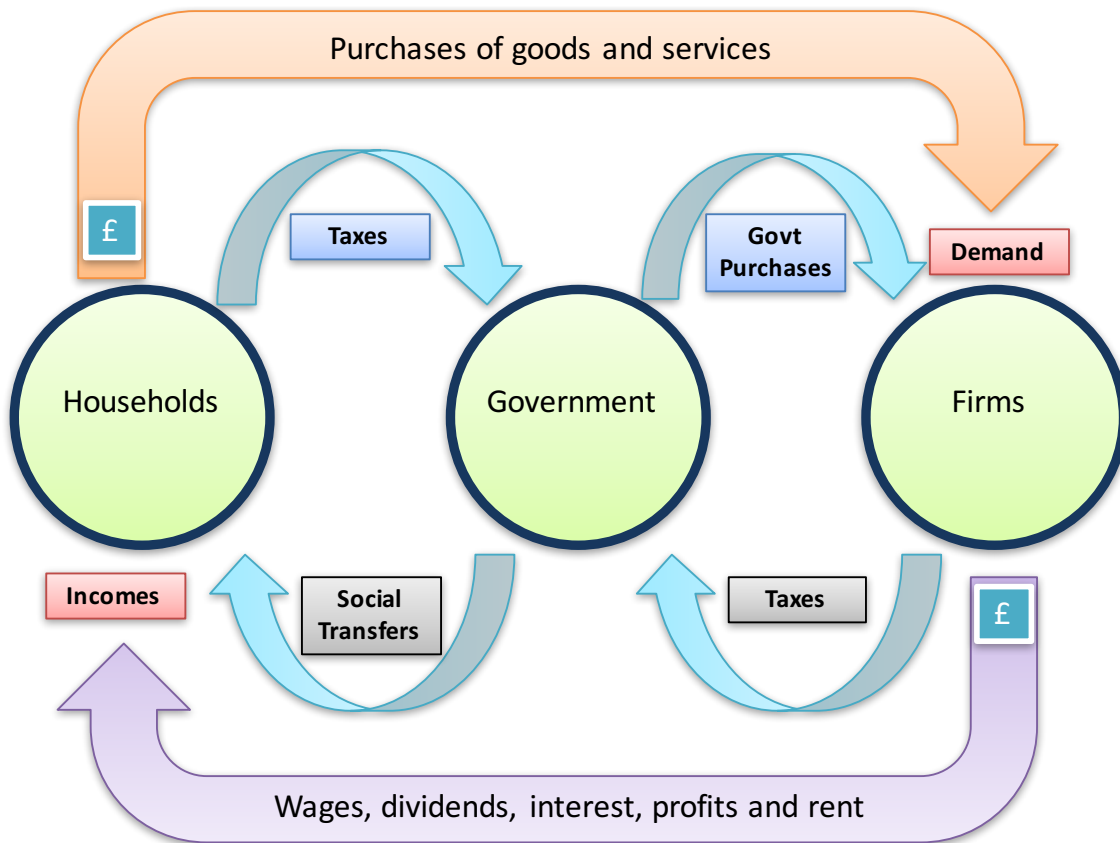 Purchases of goods and services
£
Taxes
Govt
Purchases
Demand
Households
Government
Firms
Incomes
Social
Transfers
Taxes
£
Wages, dividends, interest, profits and rent